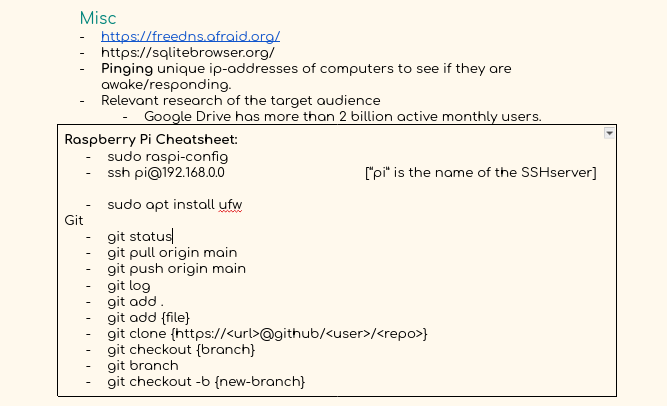 Misc
- https://freedns.afraid.org/
- https://sqlitebrowser.org/
- Pinging unique ip-addresses of computers to see if they are
awake/responding.
- Relevant research of the target audience
- Google Drive has more than 2 billion active monthly users.
Raspberry Pi Cheatsheet:
- sudo raspi-config
- ssh pi@192.168.0.0 ["pi" is the name of the SSHserver]
- sudo apt install ufw
Git
- git status
- git pull origin main
- git push origin main
- git log
- git add .
- git add {file}
- git clone {https://<url>@github/<user>/<repo>}
- git checkout {branch}
- git branch
- git checkout -b {new-branch}